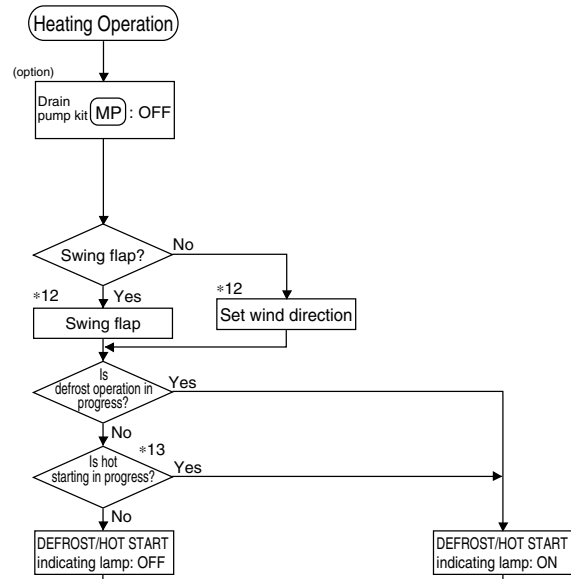 Heating Operation
(option)
Drain
pump kit MP : OFF
Swing flap?
No
*12
Yes
*12
Swing flap
Set wind direction
Is
defrost operation in
progress?
Yes
No
*13
Is hot
starting in progress?
Yes
No
DEFROST/HOT START
indicating lamp: OFF
DEFROST/HOT START
indicating lamp: ON